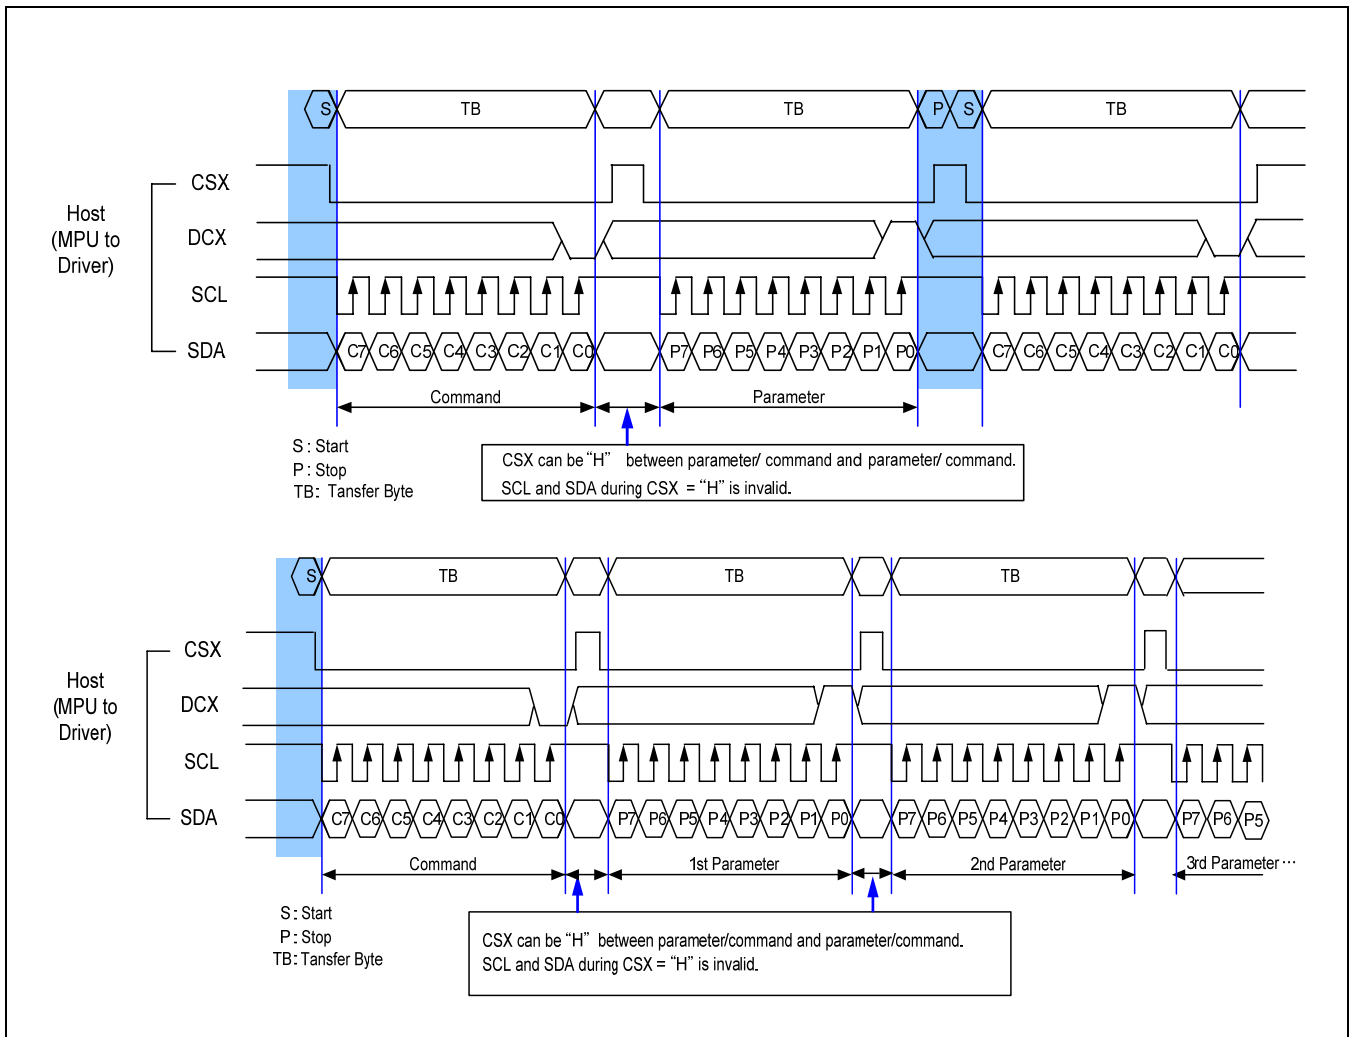 S TB TB P S TB
CSX
Host
(MPU to
Driver)
DCX
SCL
SDA C7 C6 C5 C4 C3 C2 C1 C0 P7 P6 P5 P4 P3 P2 P1 P0 C7 C6 C5 C4 C3 C2 C1 C0
Command Parameter
S : Start
P : Stop
TB: Tansfer Byte
CSX can be “H” between parameter/ command and parameter/ command.
SCL and SDA during CSX = “H” is invalid.
S TB TB TB
CSX
Host
(MPU to
Driver)
DCX
SCL
SDA C7 C6 C5 C4 C3 C2 C1 C0 P7 P6 P5 P4 P3 P2 P1 P0 P7 P6 P5 P4 P3 P2 P1 P0 P7 P6 P5
Command 1st Parameter 2nd Parameter 3rd Parameter ···
S : Start
P : Stop
TB: Tansfer Byte
CSX can be “H” between parameter/command and parameter/command.
SCL and SDA during CSX = “H” is invalid.